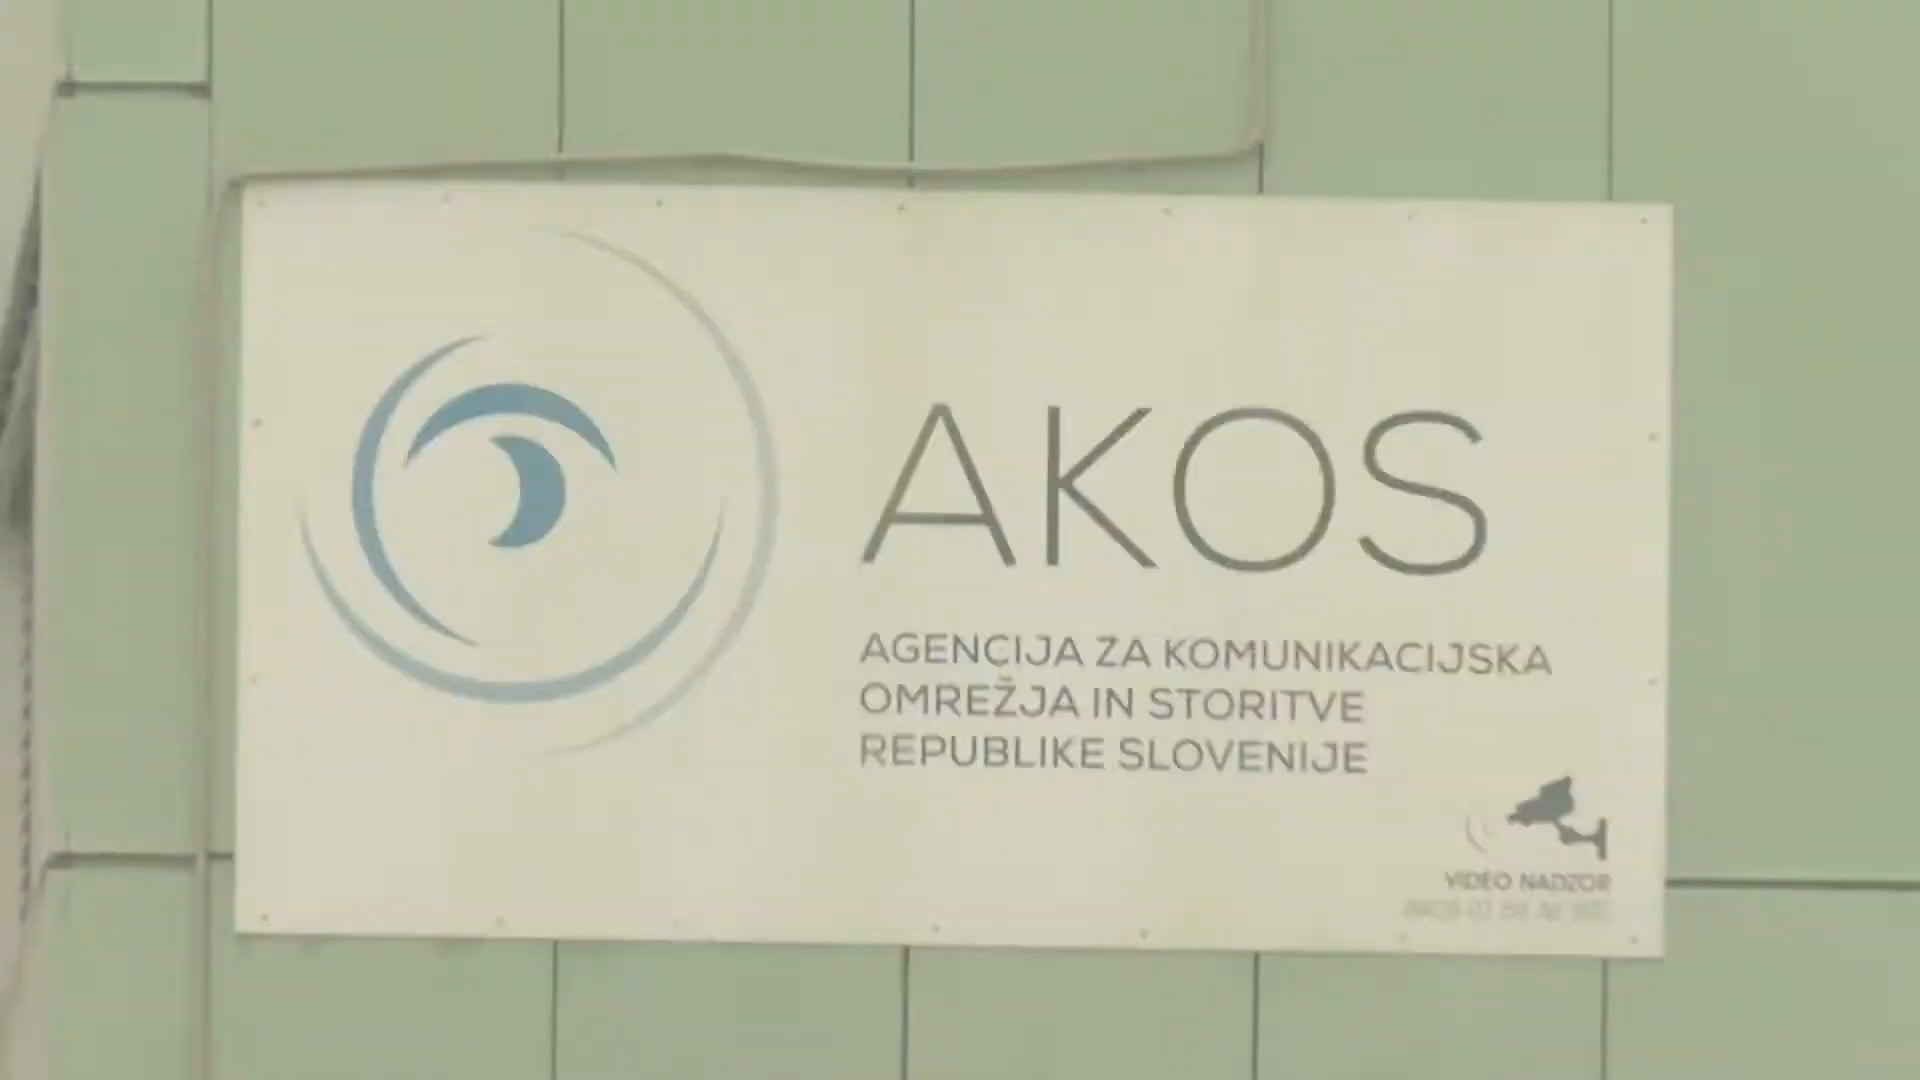 AKOS
AGENCIJA ZA KOMUNIKACIJSKA
OMREŽJA IN STORITVE
REPUBLIKE SLOVENIJE
VIDEO NADZOR